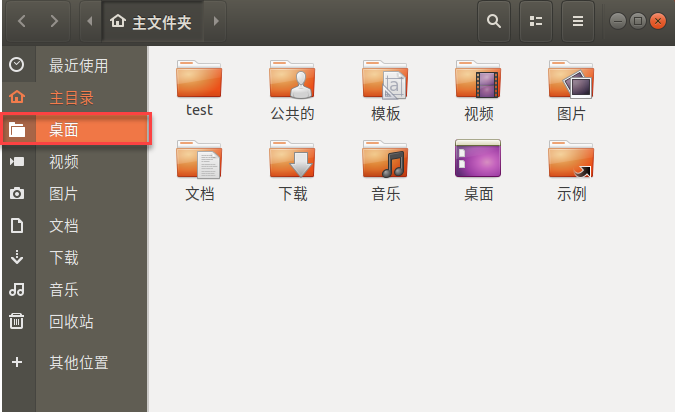 主文件夹
最近使用
主目录
桌面
视频
图片
文档
下载
音乐
回收站
其他位置
test
公共的
模板
视频
图片
文档
下载
音乐
桌面
示例